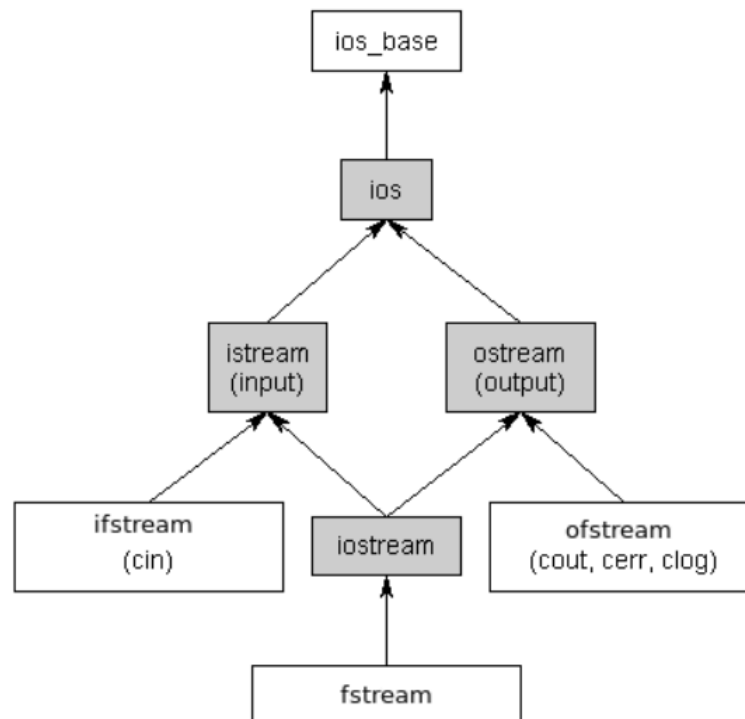 ios_base
ios
istream
(input)
ostream
(output)
ifstream
(cin)
iostream
ofstream
(cout, cerr, clog)
fstream